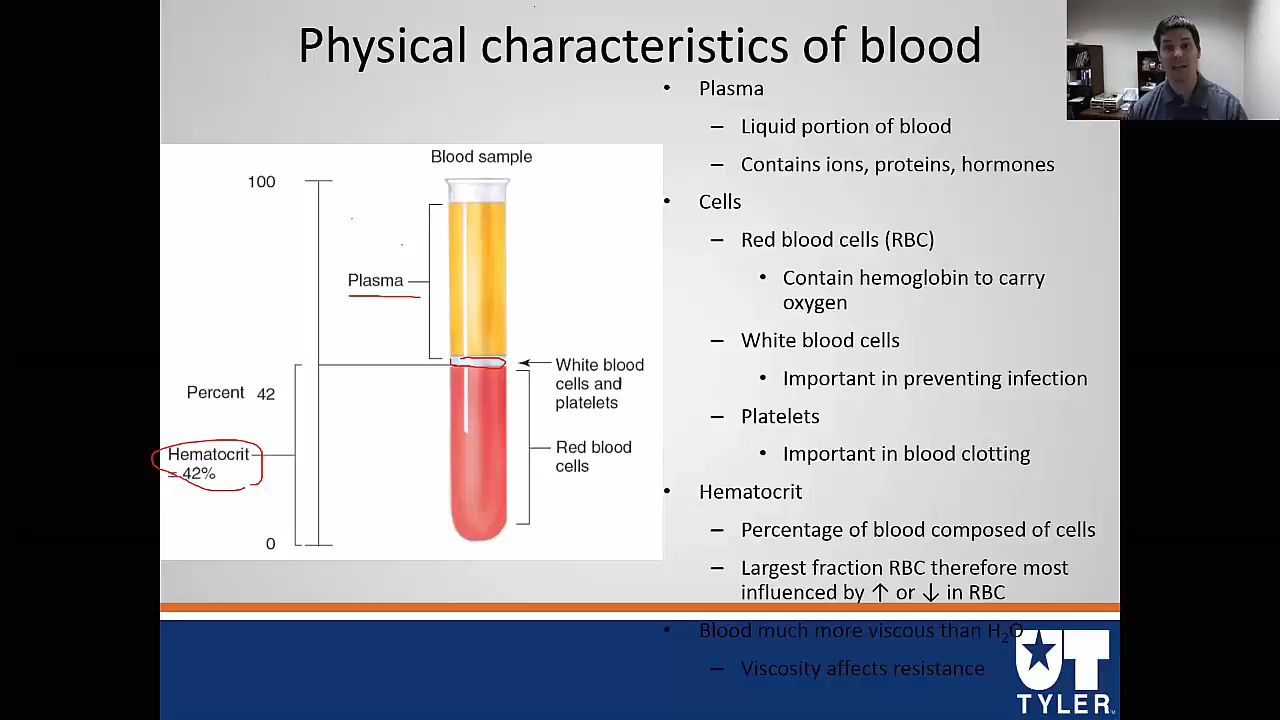 Physical characteristics of blood
Blood sample
100
Plasma
White blood
cells and
platelets
Percent 42
Hematocrit
= 42%
Red blood
cells
0
• Plasma
– Liquid portion of blood
– Contains ions, proteins, hormones
• Cells
– Red blood cells (RBC)
• Contain hemoglobin to carry
oxygen
– White blood cells
• Important in preventing infection
– Platelets
• Important in blood clotting
• Hematocrit
– Percentage of blood composed of cells
– Largest fraction RBC therefore most
influenced by ↑ or ↓ in RBC
• Blood much more viscous than H₂O
– Viscosity affects resistance
UT
TYLER